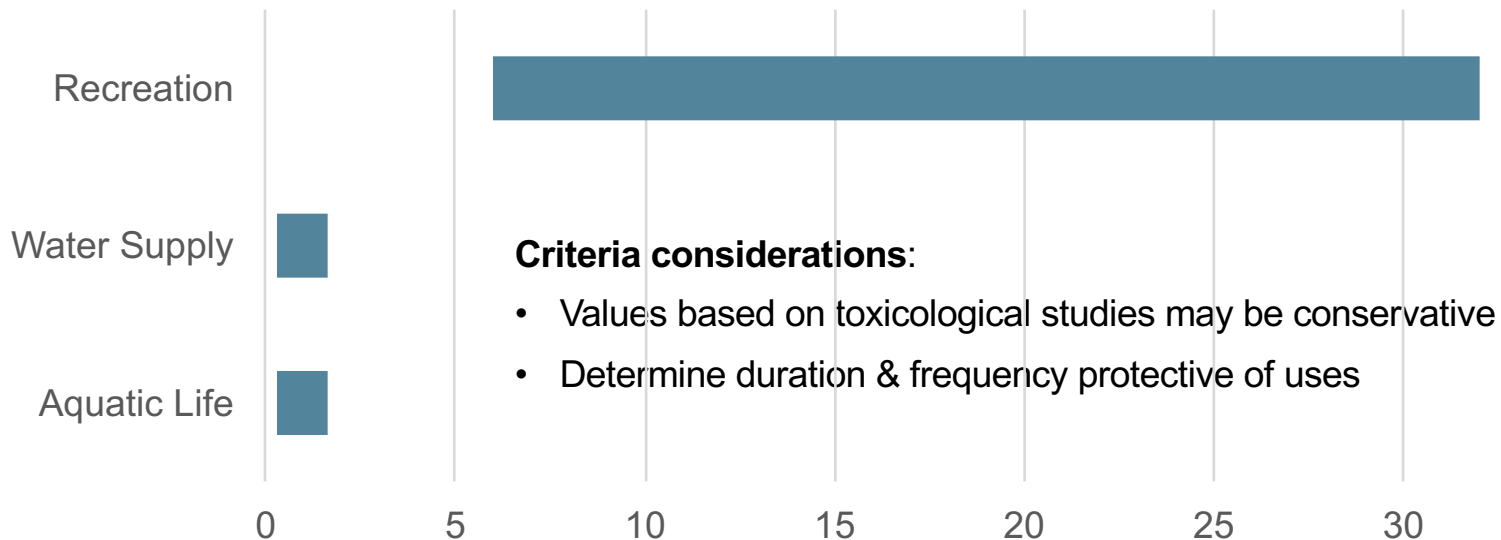 Recreation
Water Supply
Aquatic Life
Criteria considerations:
• Values based on toxicological studies may be conservative
• Determine duration & frequency protective of uses
0 5 10 15 20 25 30